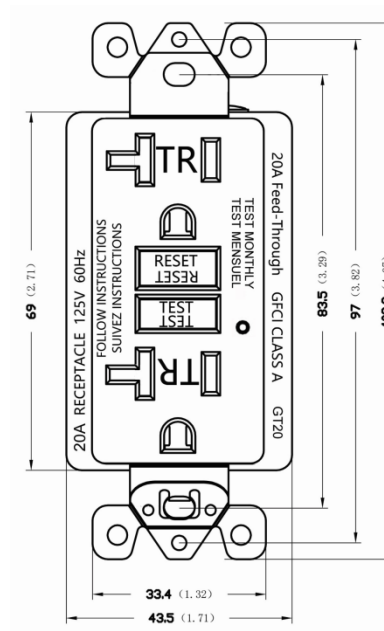 TR
RESET
RESET
TEST
TEST
TR
FOLLOW INSTRUCTIONS
SUIVEZ INSTRUCTIONS
20A RECEPTACLE 125V 60Hz
TEST MONTHLY
TEST MENSUEL
20A Feed-Through GFCI CLASS A GT20
69 (2.71)
83.5 (3.29)
97 (3.82)
33.4 (1.32)
43.5 (1.71)